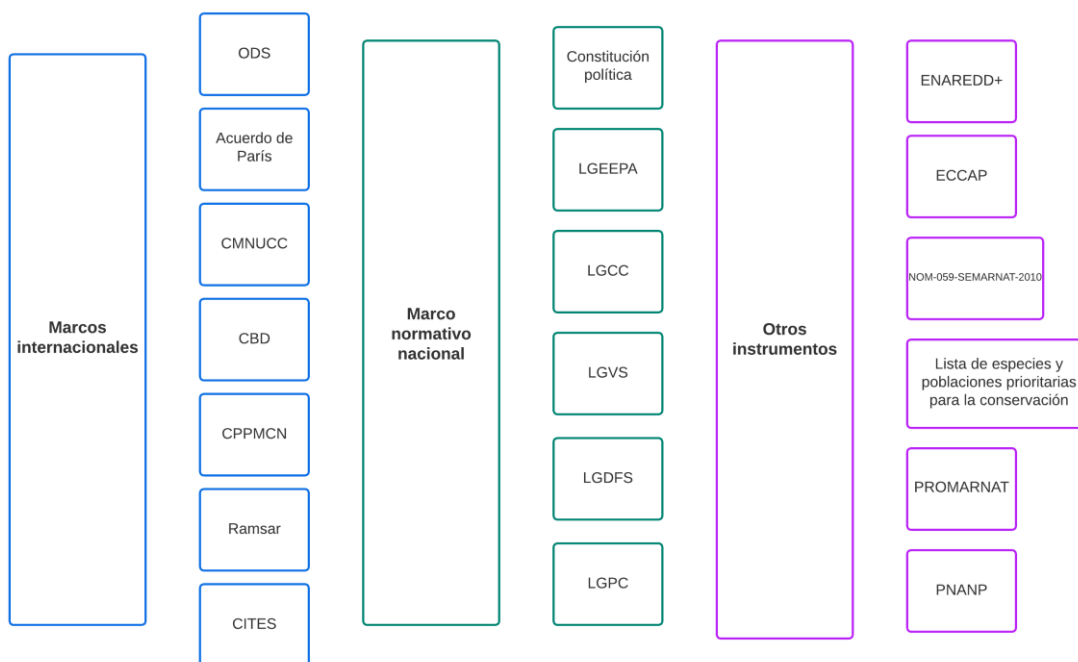 Marcos
internacionales
ODS
Acuerdo de
París
CMNUCC
CBD
CPPMCN
Ramsar
CITES
Marco
normativo
nacional
Constitución
política
LGEEPA
LGCC
LGVS
LGDFS
LGPC
Otros
instrumentos
ENAREDD+
ECCAP
NOM-059-SEMARNAT-2010
Lista de especies y
poblaciones prioritarias
para la conservación
PROMARNAT
PNANP